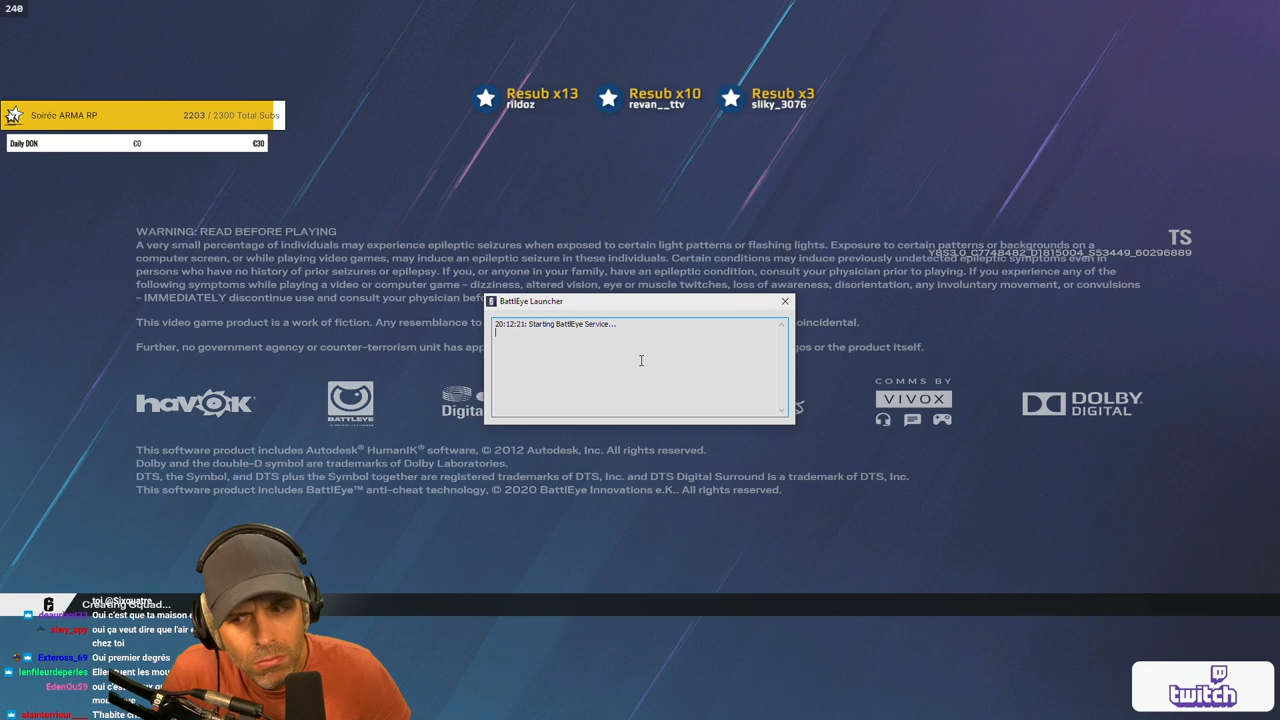 240
Resub x13
rildoz
Resub x10
revan__ttv
Resub x3
sliky_3076
Soirée ARMA RP
2203 / 2300 Total Subs
Daily DON
€0
€30
WARNING: READ BEFORE PLAYING
A very small percentage of individuals may experience epileptic seizures when exposed to certain light patterns or flashing lights. Exposure to certain patterns or backgrounds on a
computer screen, or while playing video games, may induce an epileptic seizure in these individuals. Certain conditions may induce previously undetected epileptic symptoms even in
persons who have no history of prior seizures or epilepsy. If you, or anyone in your family, have an epileptic condition, consult your physician prior to playing. If you experience any of the
following symptoms while playing a video or computer game - dizziness, altered vision, eye or muscle twitches, loss of awareness, disorientation, any involuntary movement, or convulsions
– IMMEDIATELY discontinue use and consult your physician
TS
Y8S3.0_C7748482_D1815004_S53449_60296889
BattlEye Launcher
20:12:21: Starting BattlEye Service...
This video game product is a work of fiction. Any resemblance to
coincidental.
Further, no government agency or counter-terrorism unit has
or the product itself.
havok
BATTLEYE
Digital
COMMS BY
VIVOX
DOLBY
DIGITAL
This software product includes Autodesk® HumanIK® software, © 2012 Autodesk, Inc. All rights reserved.
Dolby and the double-D symbol are trademarks of Dolby Laboratories.
DTS, the Symbol, and DTS plus the Symbol together are registered trademarks of DTS, Inc. and DTS Digital Surround is a trademark of DTS, Inc.
This software product includes BattlEye™ anti-cheat technology, © 2020 BattlEye Innovations e.K.. All rights reserved.
Creating Squad...
toi @Sixquatre
Oui c'est que ta maison
oui ça veut dire que l'air
chez toi
Exteross_69 Oui premier degrés
lenfileurdeperles
EdenOu59 oui
T'habite
twitch